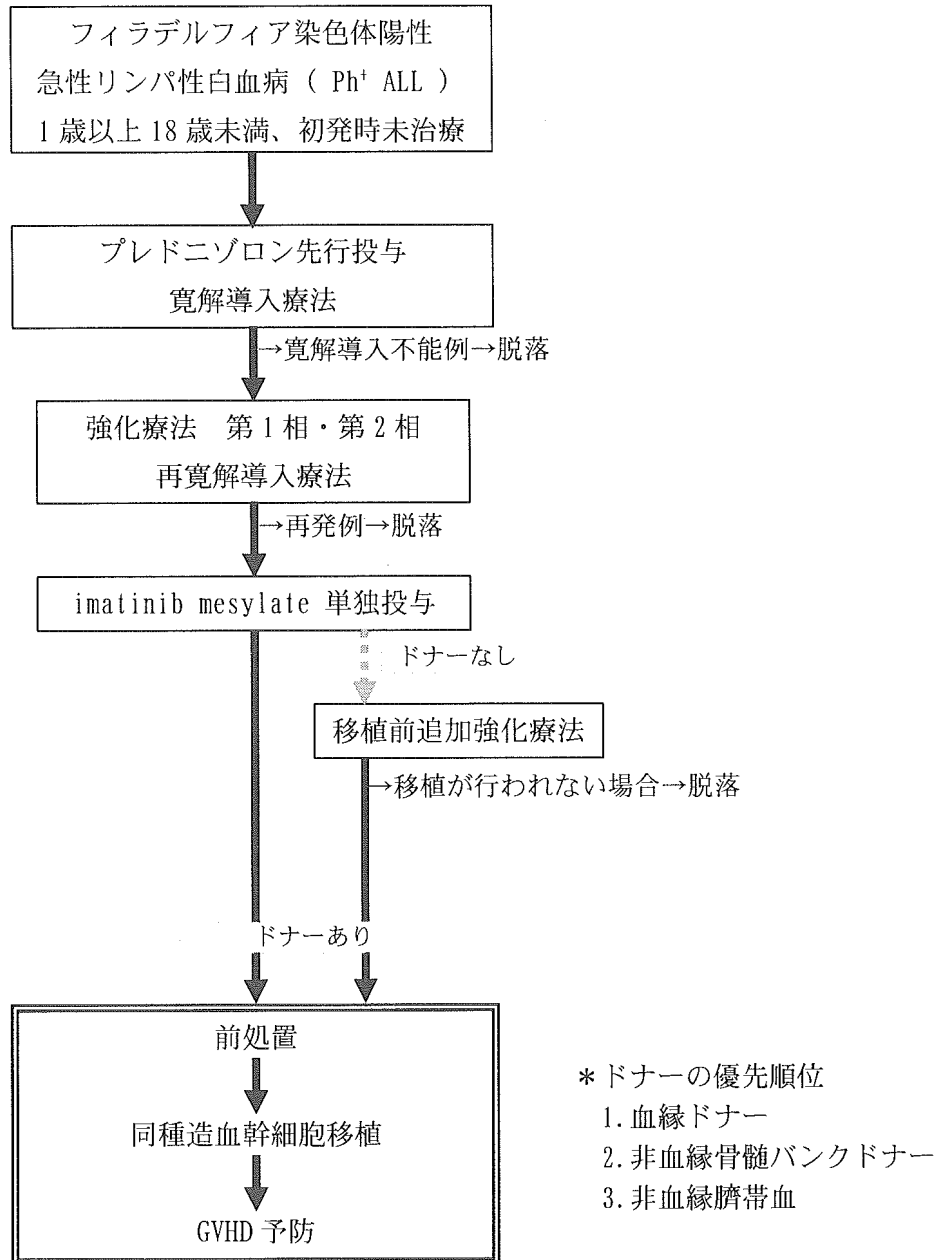 フィラデルフィア染色体陽性
急性リンパ性白血病 ( Ph⁺ ALL )
1歳以上18歳未満、初発時未治療
プレドニゾロン先行投与
寛解導入療法
→寛解導入不能例→脱落
強化療法 第1相・第2相
再寛解導入療法
→再発例→脱落
imatinib mesylate 単独投与
ドナーなし
移植前追加強化療法
→移植が行われない場合→脱落
ドナーあり
前処置
同種造血幹細胞移植
GVHD 予防
*ドナーの優先順位
1.血縁ドナー
2.非血縁骨髄バンクドナー
3.非血縁臍帯血